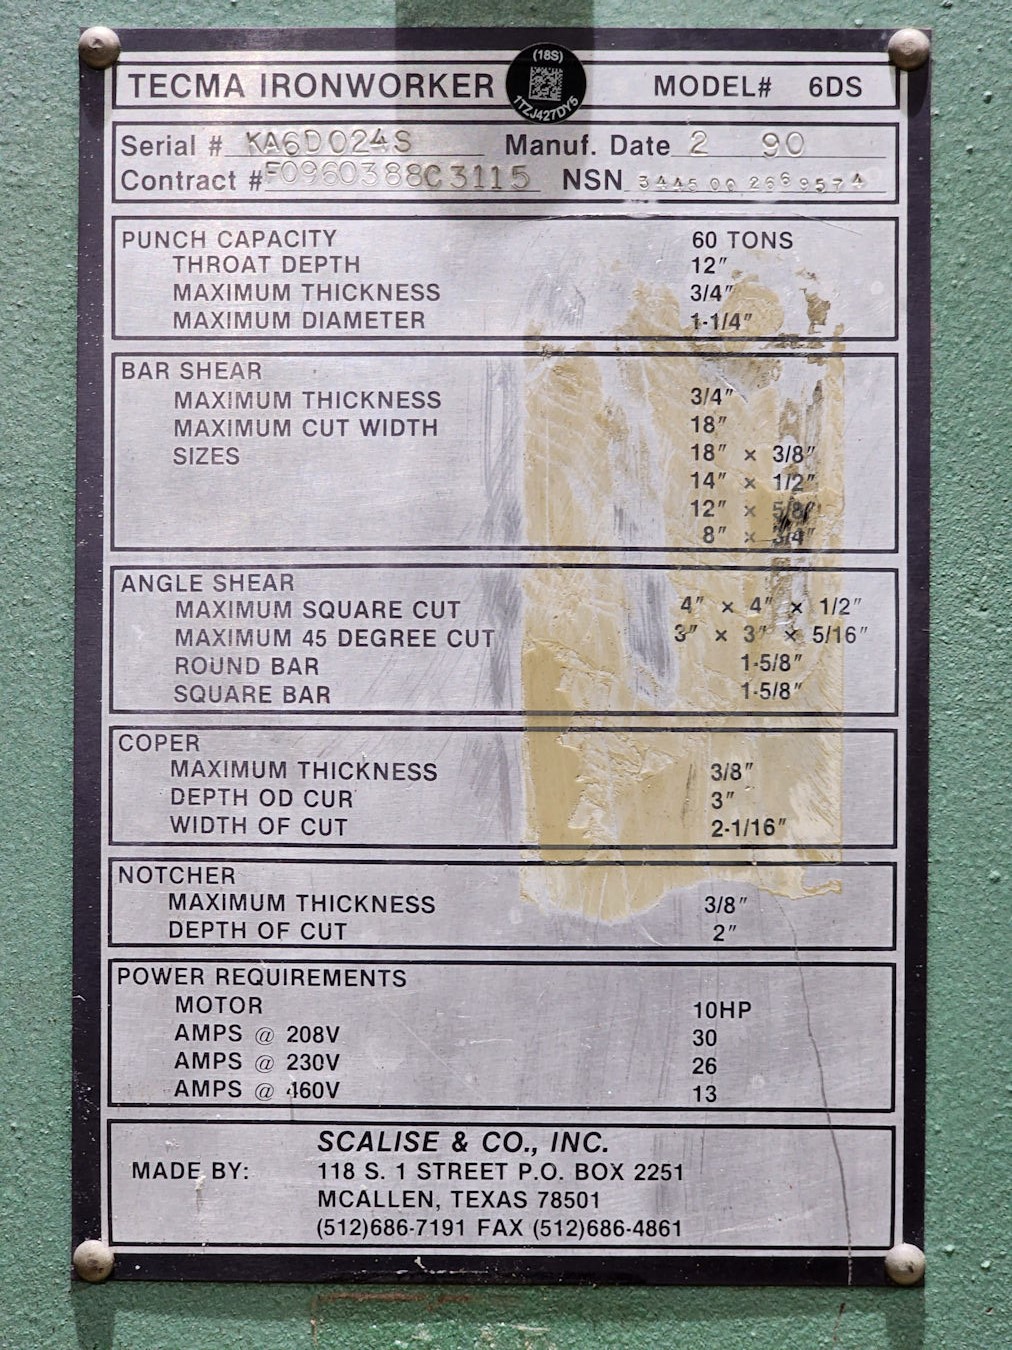 TECMA IRONWORKER (18S) 1TZJ427DY5 MODEL# 6DS
Serial # KA6D024S Manuf. Date 2 90
Contract # F0960388C3115 NSN 3445 00 266 9574
PUNCH CAPACITY 60 TONS
THROAT DEPTH 12"
MAXIMUM THICKNESS 3/4"
MAXIMUM DIAMETER 1-1/4"
BAR SHEAR
MAXIMUM THICKNESS 3/4"
MAXIMUM CUT WIDTH 18"
SIZES 18" × 3/8"
14" × 1/2"
12" × 5/8"
8" × 3/4"
ANGLE SHEAR
MAXIMUM SQUARE CUT 4" × 4" × 1/2"
MAXIMUM 45 DEGREE CUT 3" × 3" × 5/16"
ROUND BAR 1-5/8"
SQUARE BAR 1-5/8"
COPER
MAXIMUM THICKNESS 3/8"
DEPTH OD CUR 3"
WIDTH OF CUT 2-1/16"
NOTCHER
MAXIMUM THICKNESS 3/8"
DEPTH OF CUT 2"
POWER REQUIREMENTS
MOTOR 10HP
AMPS @ 208V 30
AMPS @ 230V 26
AMPS @ 460V 13
SCALISE & CO., INC.
MADE BY: 118 S. 1 STREET P.O. BOX 2251
MCALLEN, TEXAS 78501
(512)686-7191 FAX (512)686-4861